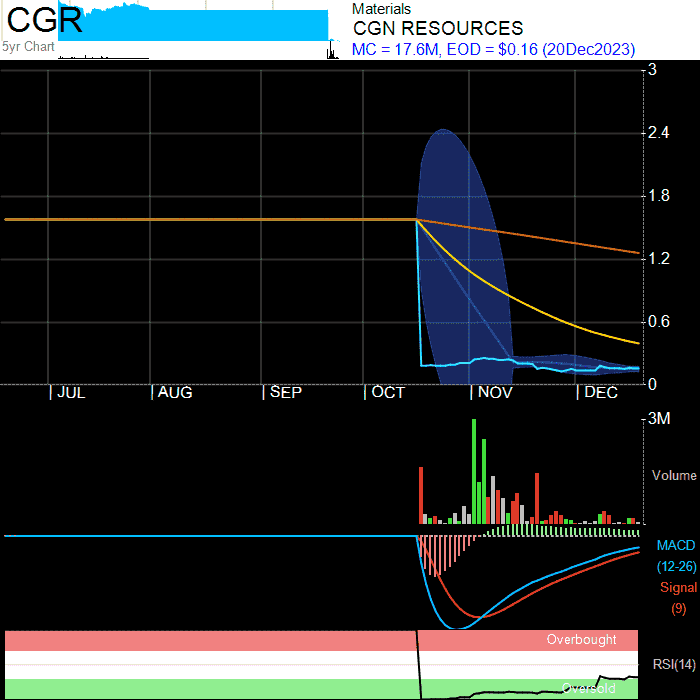 CGR
5yr Chart
Materials
CGN RESOURCES
MC = 17.6M, EOD = $0.16 (20Dec2023)
3
2.4
1.8
1.2
0.6
0
JUL AUG SEP OCT NOV DEC
3M
Volume
MACD
(12-26)
Signal
(9)
Overbought
RSI(14)
Oversold